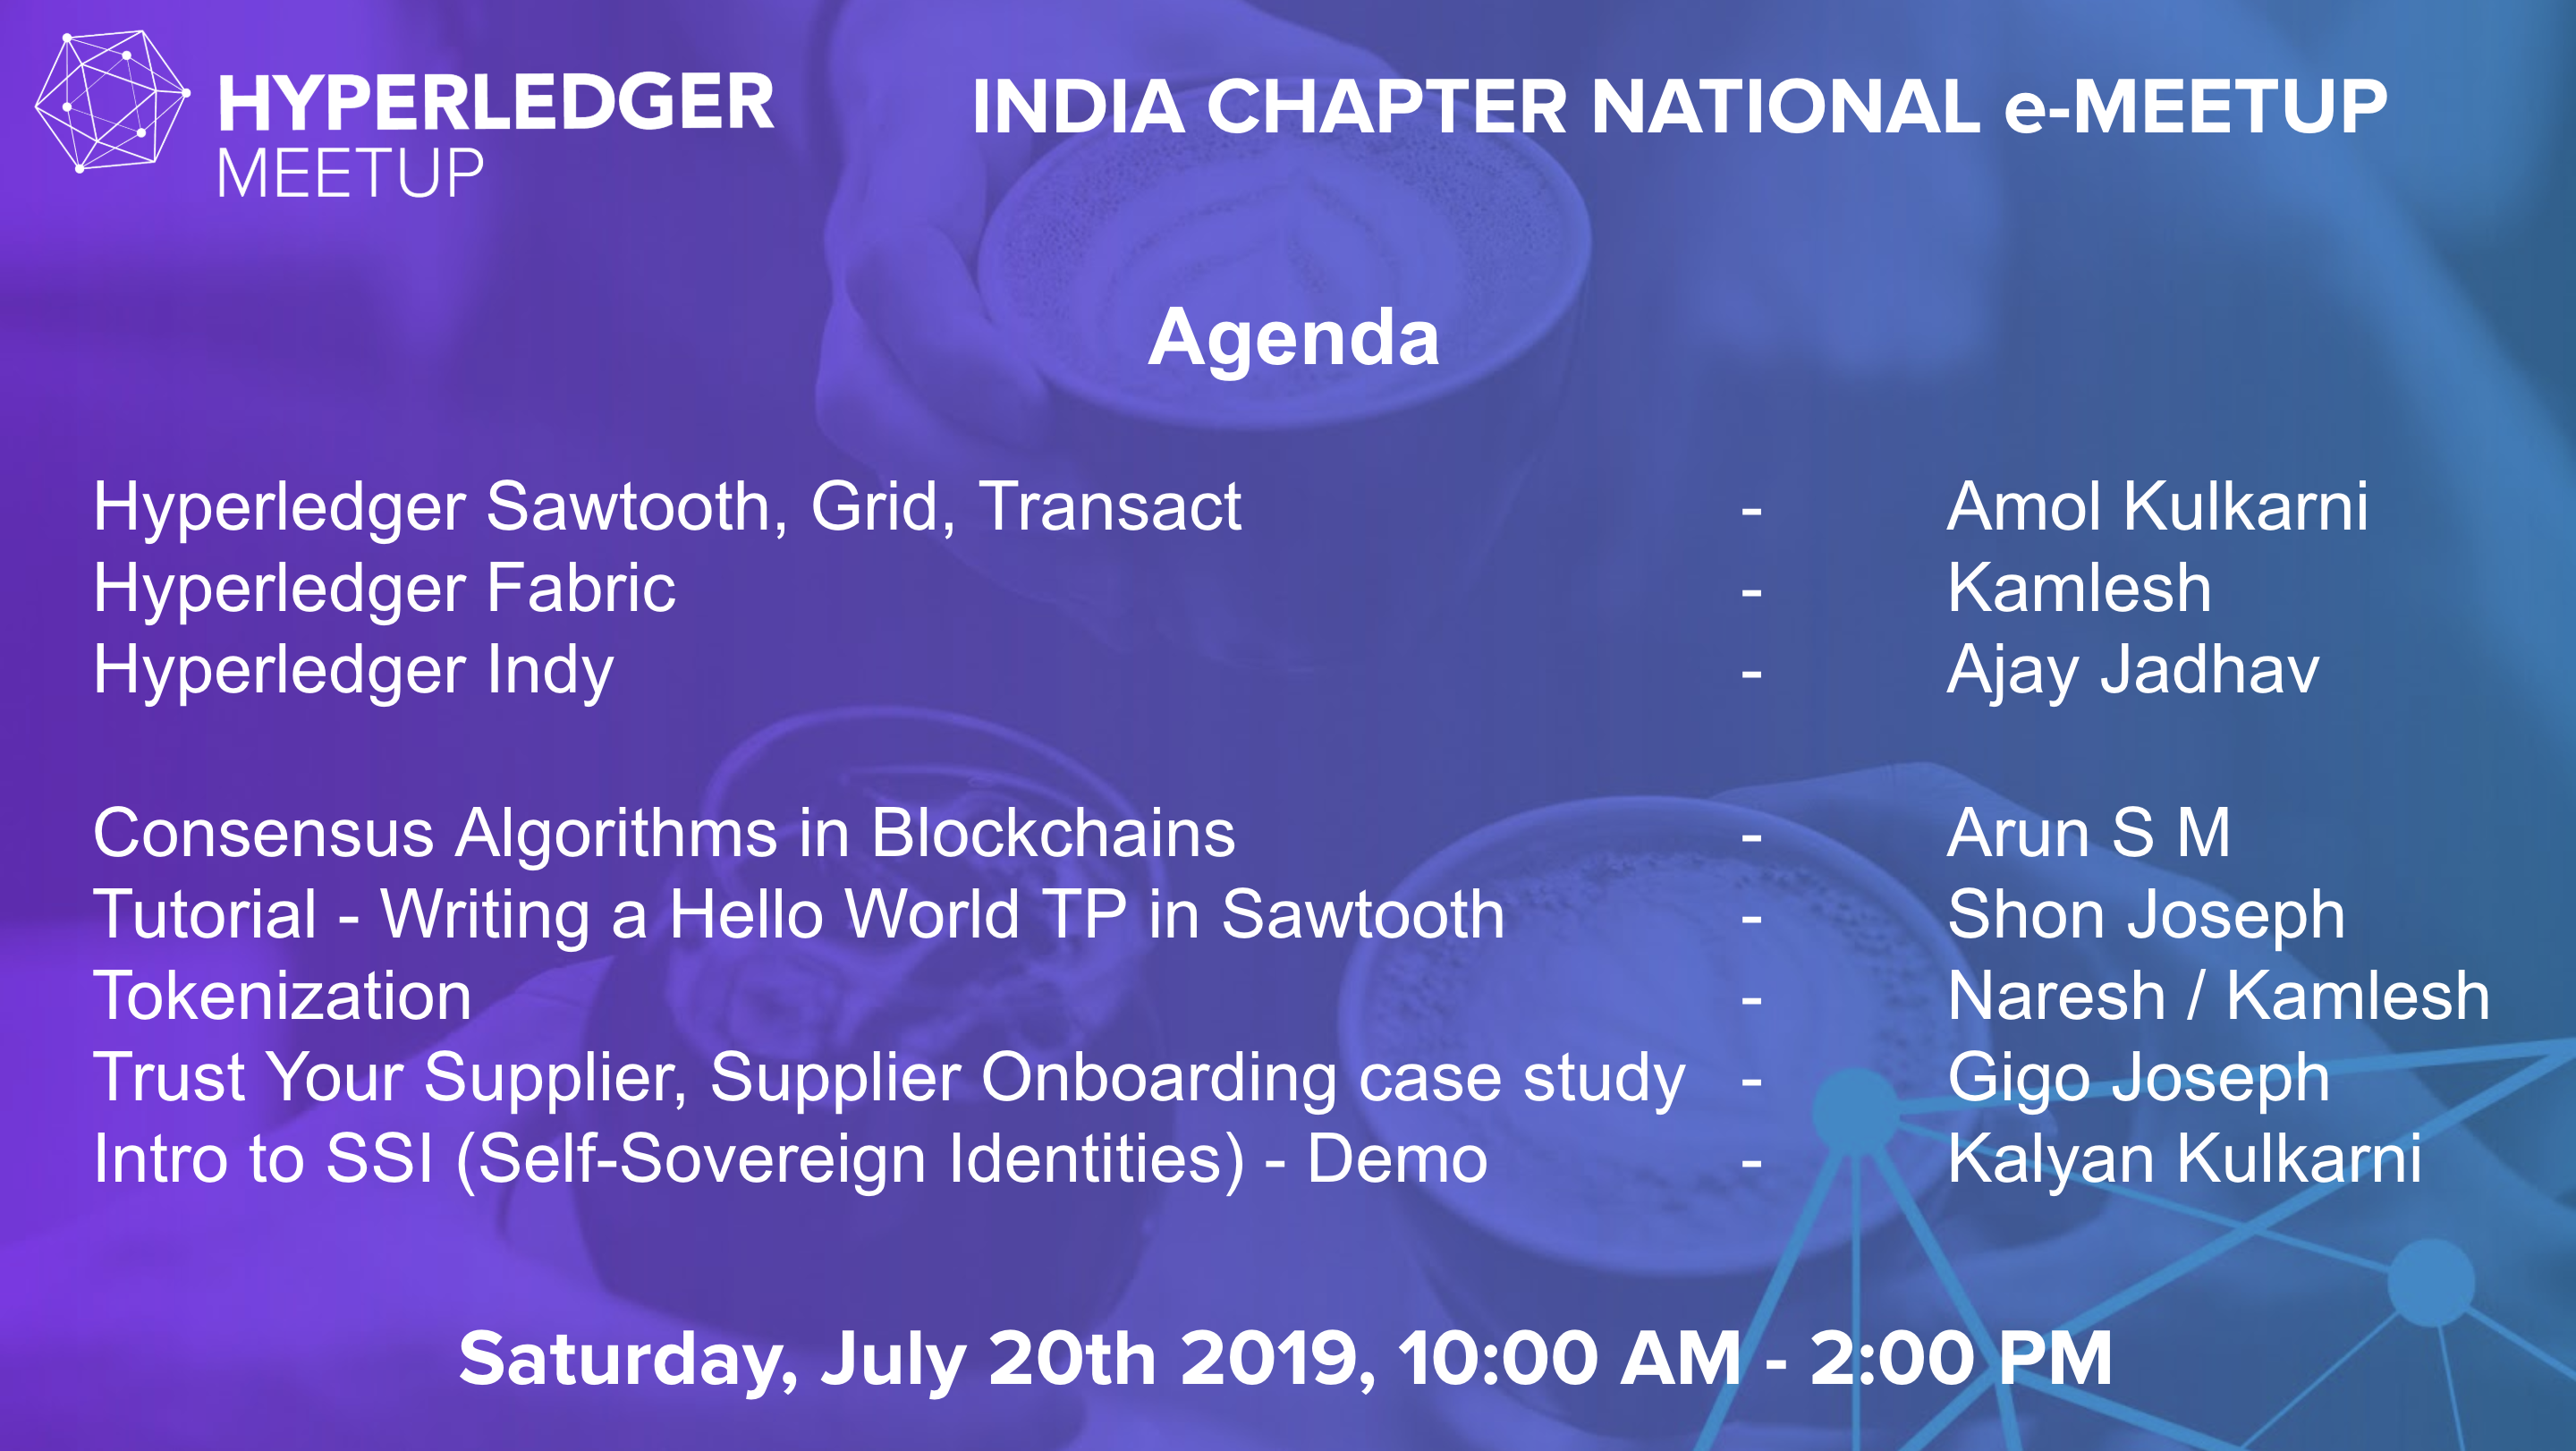 HYPERLEDGER
MEETUP
INDIA CHAPTER NATIONAL e-MEETUP
Agenda
Hyperledger Sawtooth, Grid, Transact - Amol Kulkarni
Hyperledger Fabric - Kamlesh
Hyperledger Indy - Ajay Jadhav
Consensus Algorithms in Blockchains - Arun S M
Tutorial - Writing a Hello World TP in Sawtooth - Shon Joseph
Tokenization - Naresh / Kamlesh
Trust Your Supplier, Supplier Onboarding case study - Gigo Joseph
Intro to SSI (Self-Sovereign Identities) - Demo - Kalyan Kulkarni
Saturday, July 20th 2019, 10:00 AM - 2:00 PM